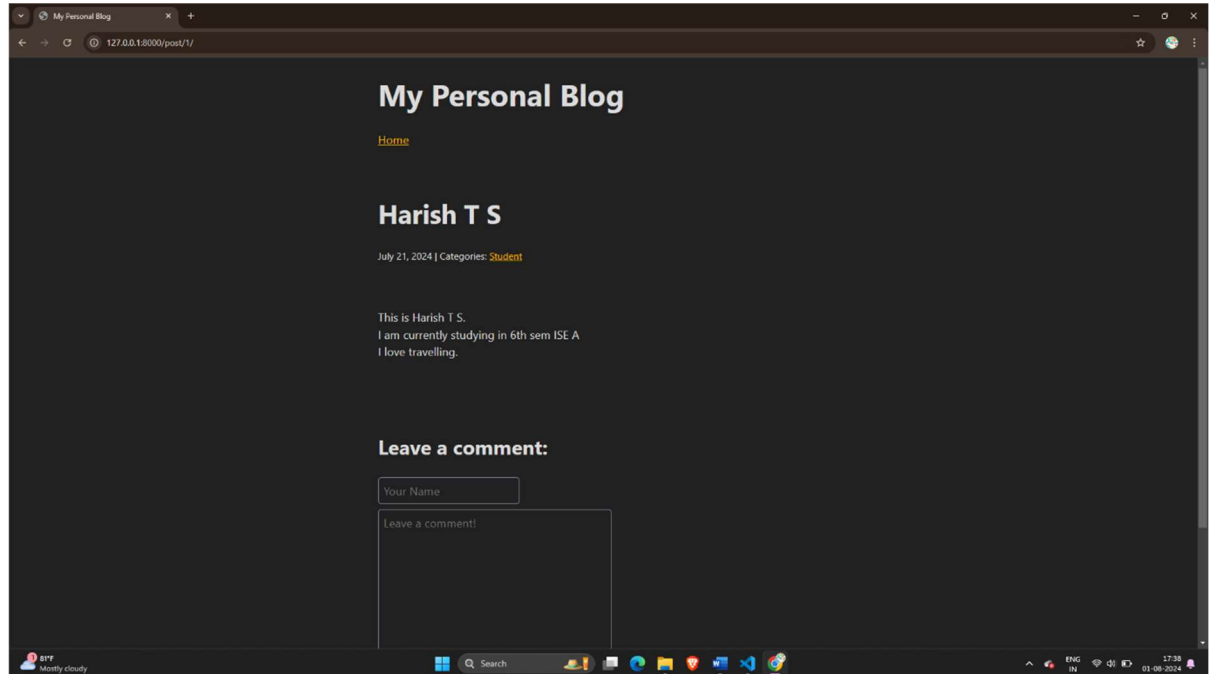 My Personal Blog
127.0.0.1:8000/post/1/
My Personal Blog
Home
Harish T S
July 21, 2024 | Categories: Student
This is Harish T S.
I am currently studying in 6th sem ISE A
I love travelling.
Leave a comment:
Your Name
Leave a comment!
1
81°F
Mostly cloudy
Search
ENG
IN
17:38
01-08-2024